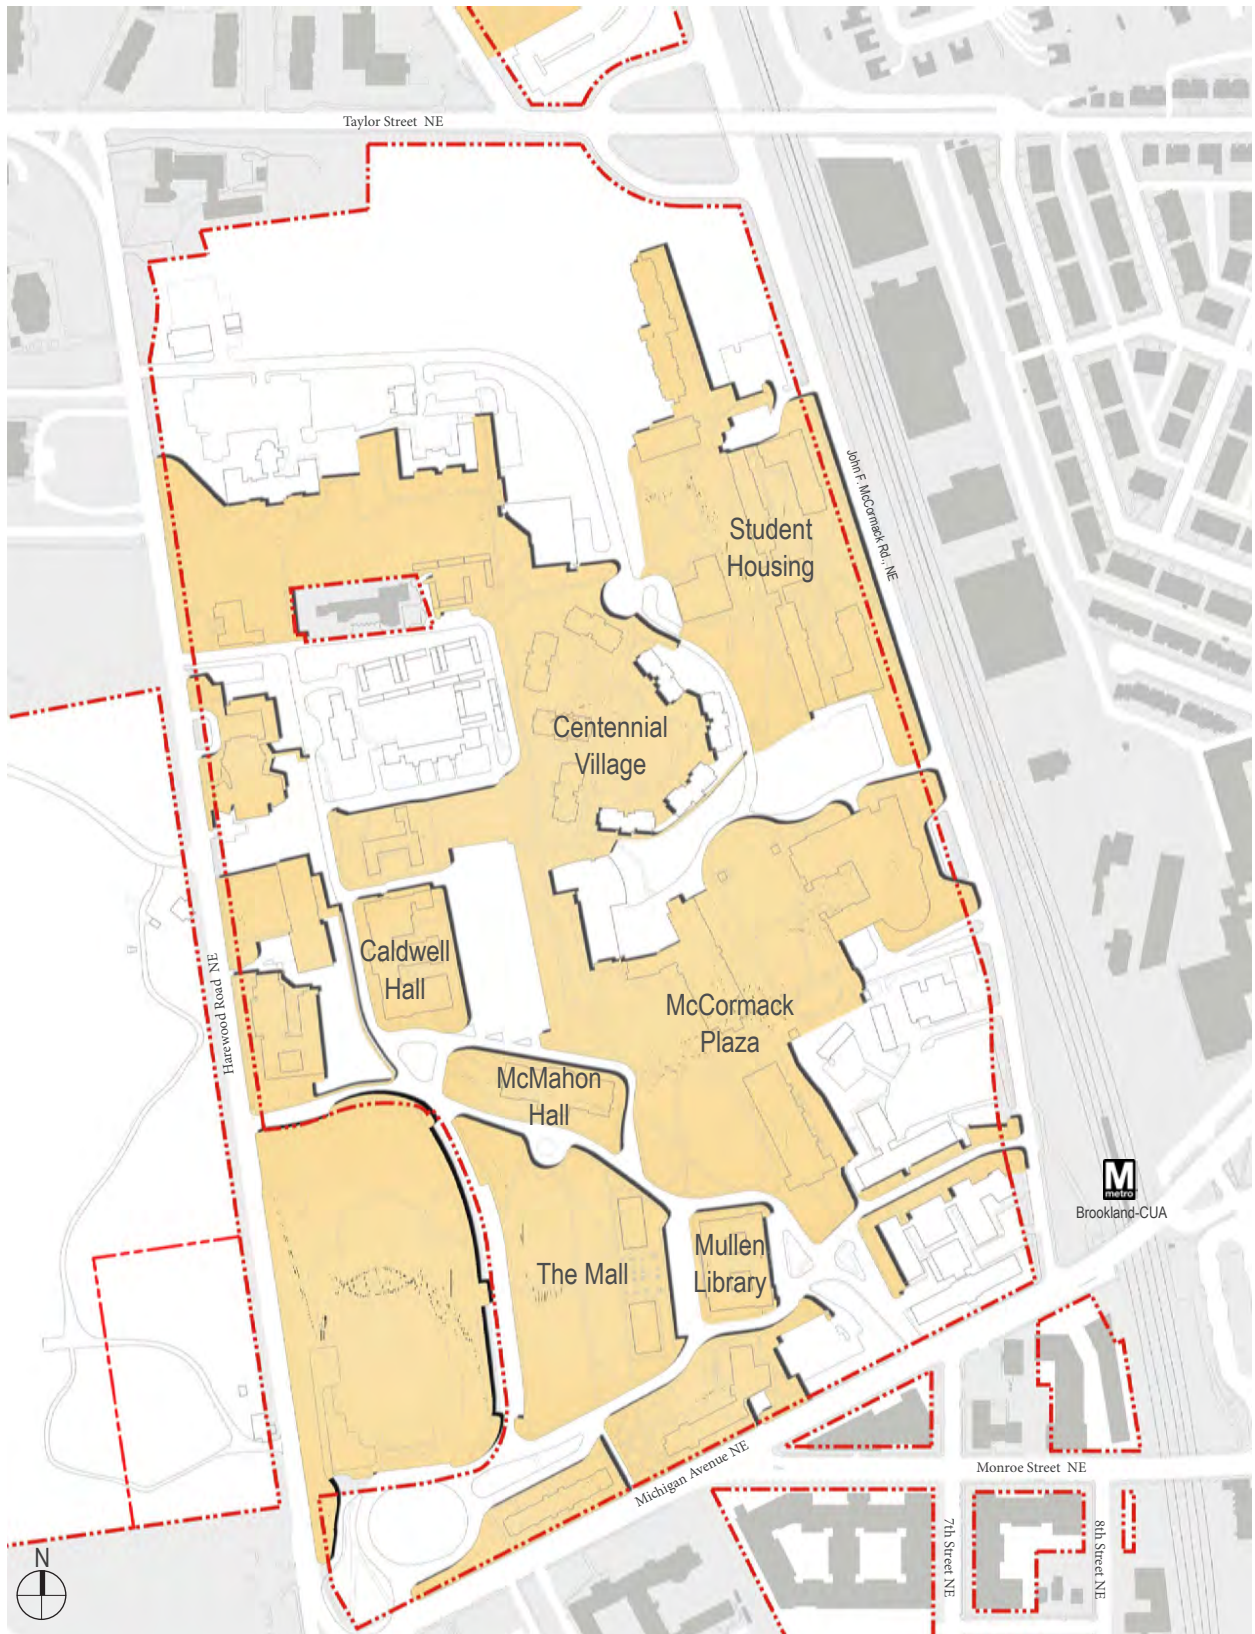 Taylor Street NE
John F. McCormack Rd., NE
Student
Housing
Centennial
Village
Caldwell
Hall
Harewood Road NE
McCormack
Plaza
McMahon
Hall
M
metro
Brookland-CUA
Mullen
Library
The Mall
Michigan Avenue NE
Monroe Street NE
7th Street NE
8th Street NE
N